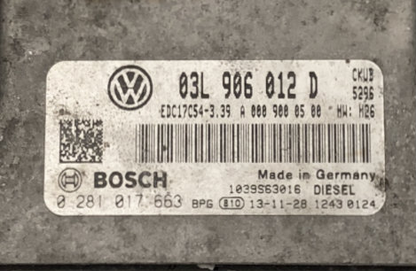 03L 906 012 D
CKUB
5296
EDC17C54-3.39 A 000 900 05 00 HW: H26
BOSCH
Made in Germany
1039S63016 DIESEL
0 281 017 663
BPG 810 13-11-28 1243 0124